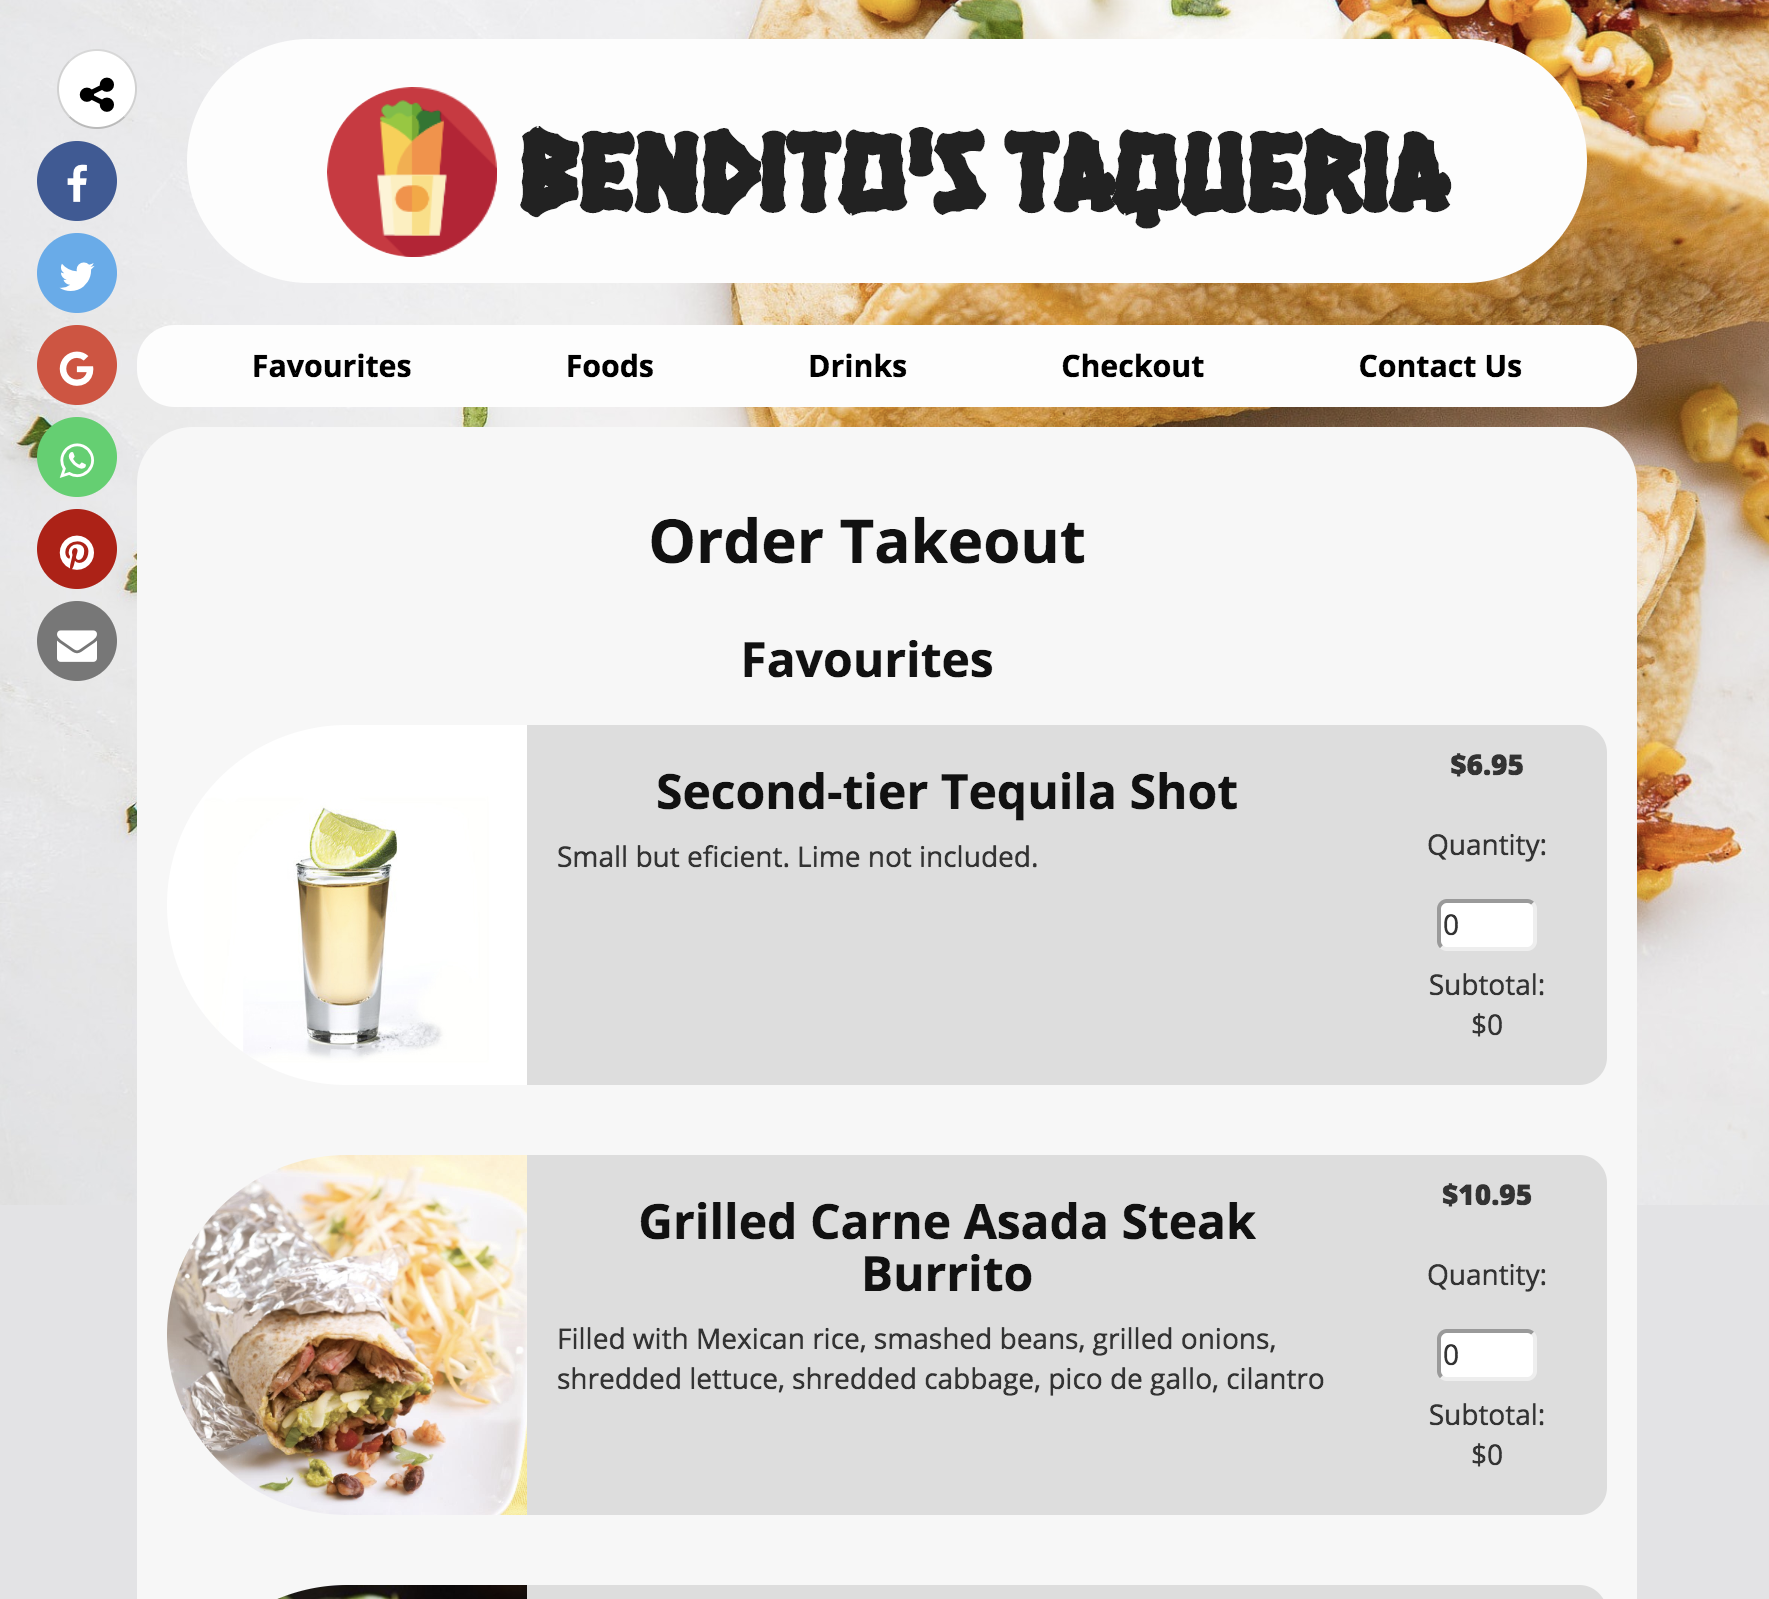 BENDITO'S TAQUERIA
Favourites
Foods
Drinks
Checkout
Contact Us
Order Takeout
Favourites
Second-tier Tequila Shot
Small but eficient. Lime not included.
$6.95
Quantity:
0
Subtotal:
$0
Grilled Carne Asada Steak
Burrito
Filled with Mexican rice, smashed beans, grilled onions,
shredded lettuce, shredded cabbage, pico de gallo, cilantro
$10.95
Quantity:
0
Subtotal:
$0